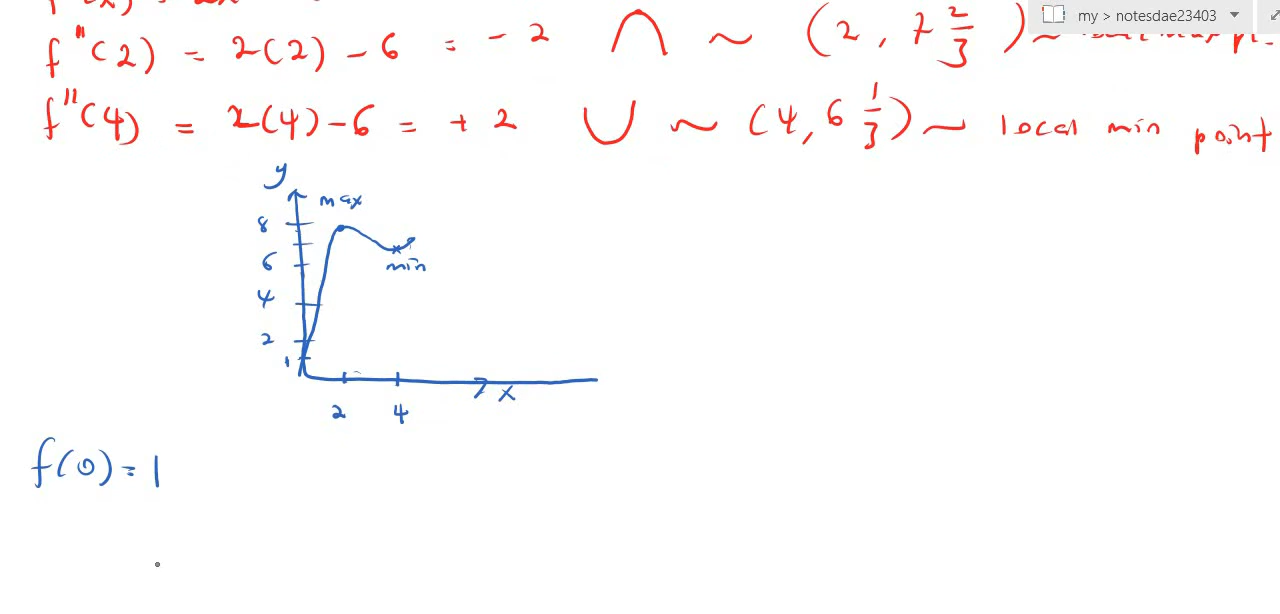 my > notesdae23403
f"(2) = 2(2) - 6 = - 2 ∩ ~ (2, 7 2/3) ~
f"(4) = 2(4) - 6 = + 2 ∪ ~ (4, 6 1/3) ~ local min point
y
max
8
6
min
4
2
1
x
2 4
f(0) = 1